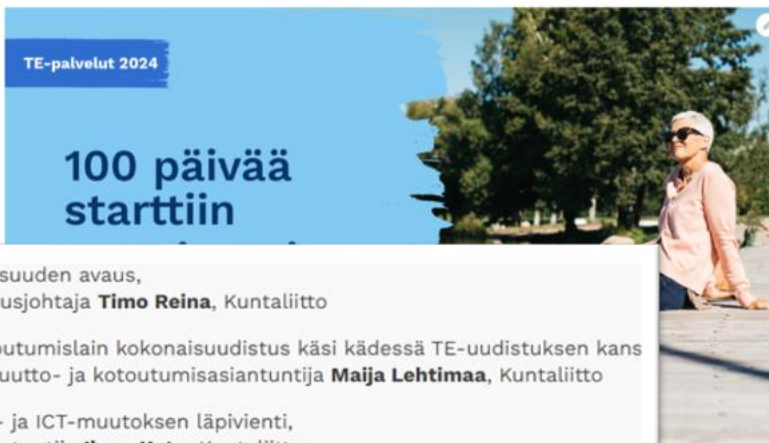 TE-palvelut 2024
100 päivää
starttiin
suuden avaus,
usjohtaja Timo Reina, Kuntaliitto
outumislain kokonaisuudistus käsi kädessä TE-uudistuksen kans
uutto- ja kotoutumisasiantuntija Maija Lehtimaa, Kuntaliitto
- ja ICT-muutoksen läpivienti,